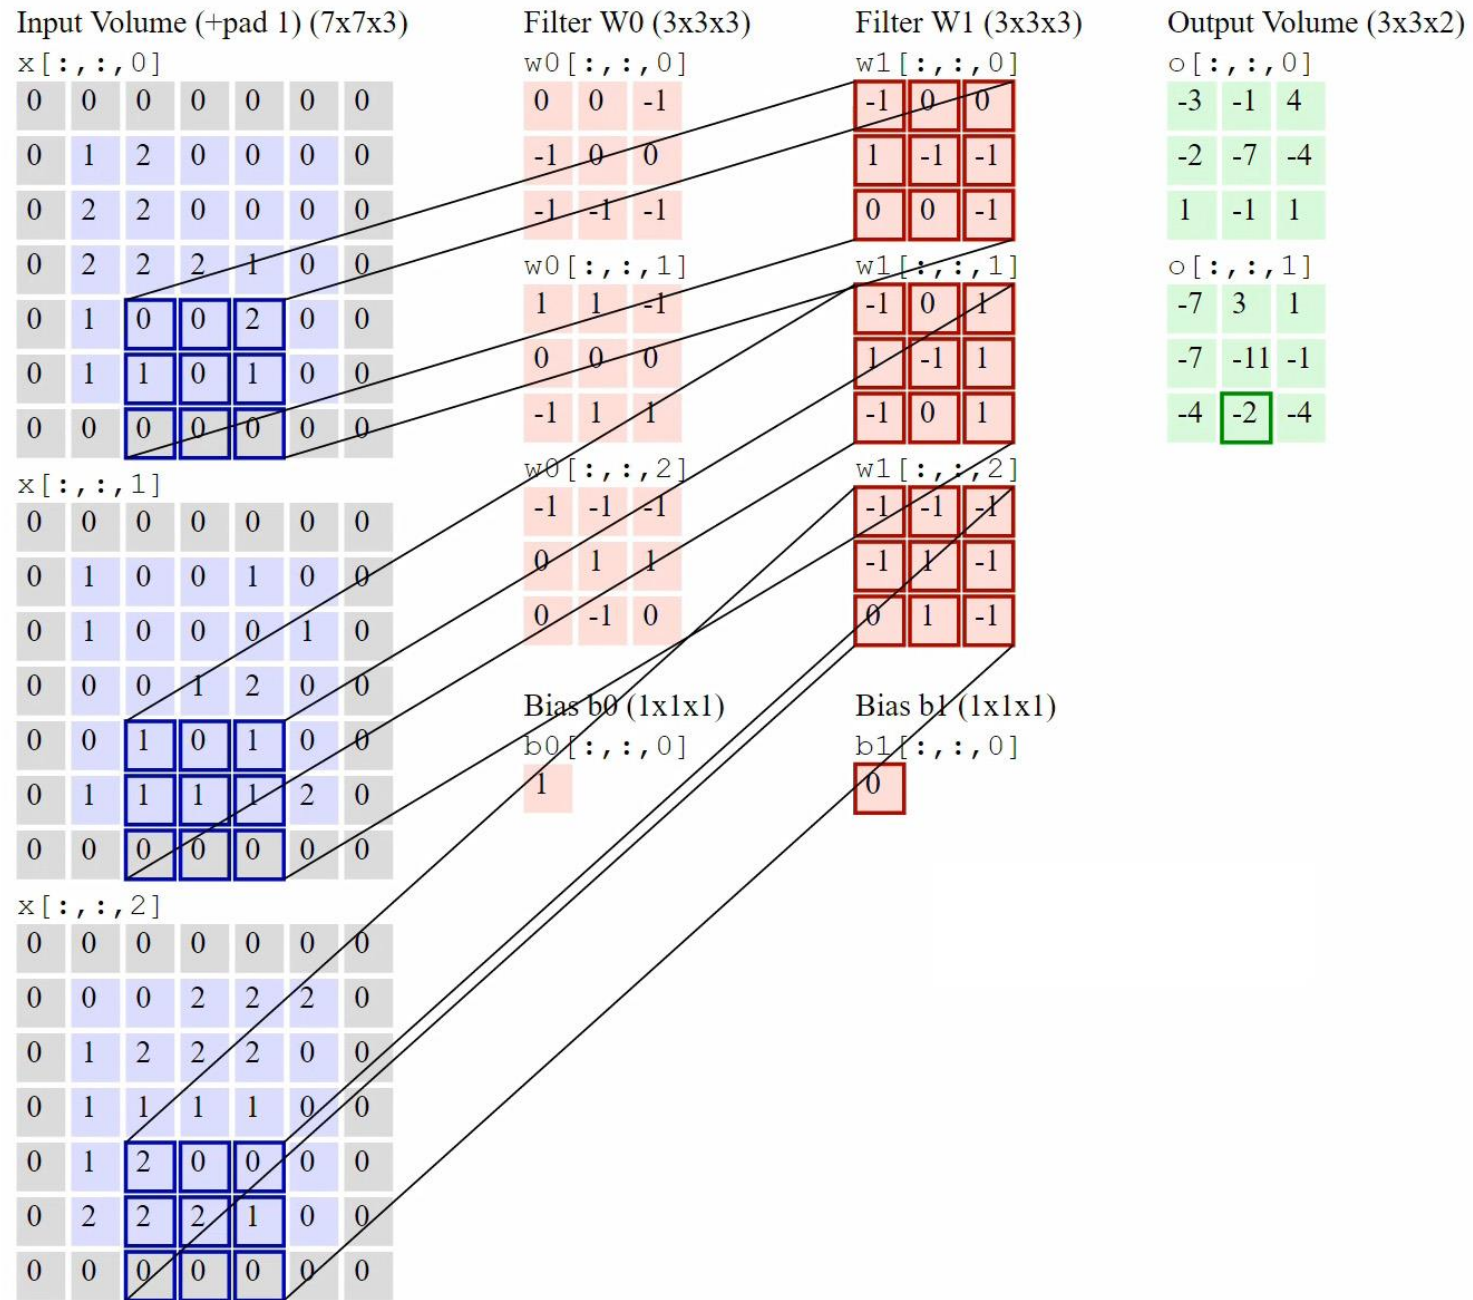 Input Volume (+pad 1) (7x7x3)
x[:,:,0]
0 0 0 0 0 0 0
0 1 2 0 0 0 0
0 2 2 0 0 0 0
0 2 2 2 1 0 0
0 1 0 0 2 0 0
0 1 1 0 1 0 0
0 0 0 0 0 0 0
x[:,:,1]
0 0 0 0 0 0 0
0 1 0 0 1 0 0
0 1 0 0 0 1 0
0 0 0 1 2 0 0
0 0 1 0 1 0 0
0 1 1 1 1 2 0
0 0 0 0 0 0 0
x[:,:,2]
0 0 0 0 0 0 0
0 0 0 2 2 2 0
0 1 2 2 2 0 0
0 1 1 1 1 0 0
0 1 2 0 0 0 0
0 2 2 2 1 0 0
0 0 0 0 0 0 0
Filter W0 (3x3x3)
w0[:,:,0]
0 0 -1
-1 0 0
-1 -1 -1
w0[:,:,1]
1 1 -1
0 0 0
-1 1 1
w0[:,:,2]
-1 -1 -1
0 1 1
0 -1 0
Bias b0 (1x1x1)
b0[:,:,0]
1
Filter W1 (3x3x3)
w1[:,:,0]
-1 0 0
1 -1 -1
0 0 -1
w1[:,:,1]
-1 0 1
1 -1 1
-1 0 1
w1[:,:,2]
-1 -1 -1
-1 1 -1
0 1 -1
Bias b1 (1x1x1)
b1[:,:,0]
0
Output Volume (3x3x2)
o[:,:,0]
-3 -1 4
-2 -7 -4
1 -1 1
o[:,:,1]
-7 3 1
-7 -11 -1
-4 -2 -4